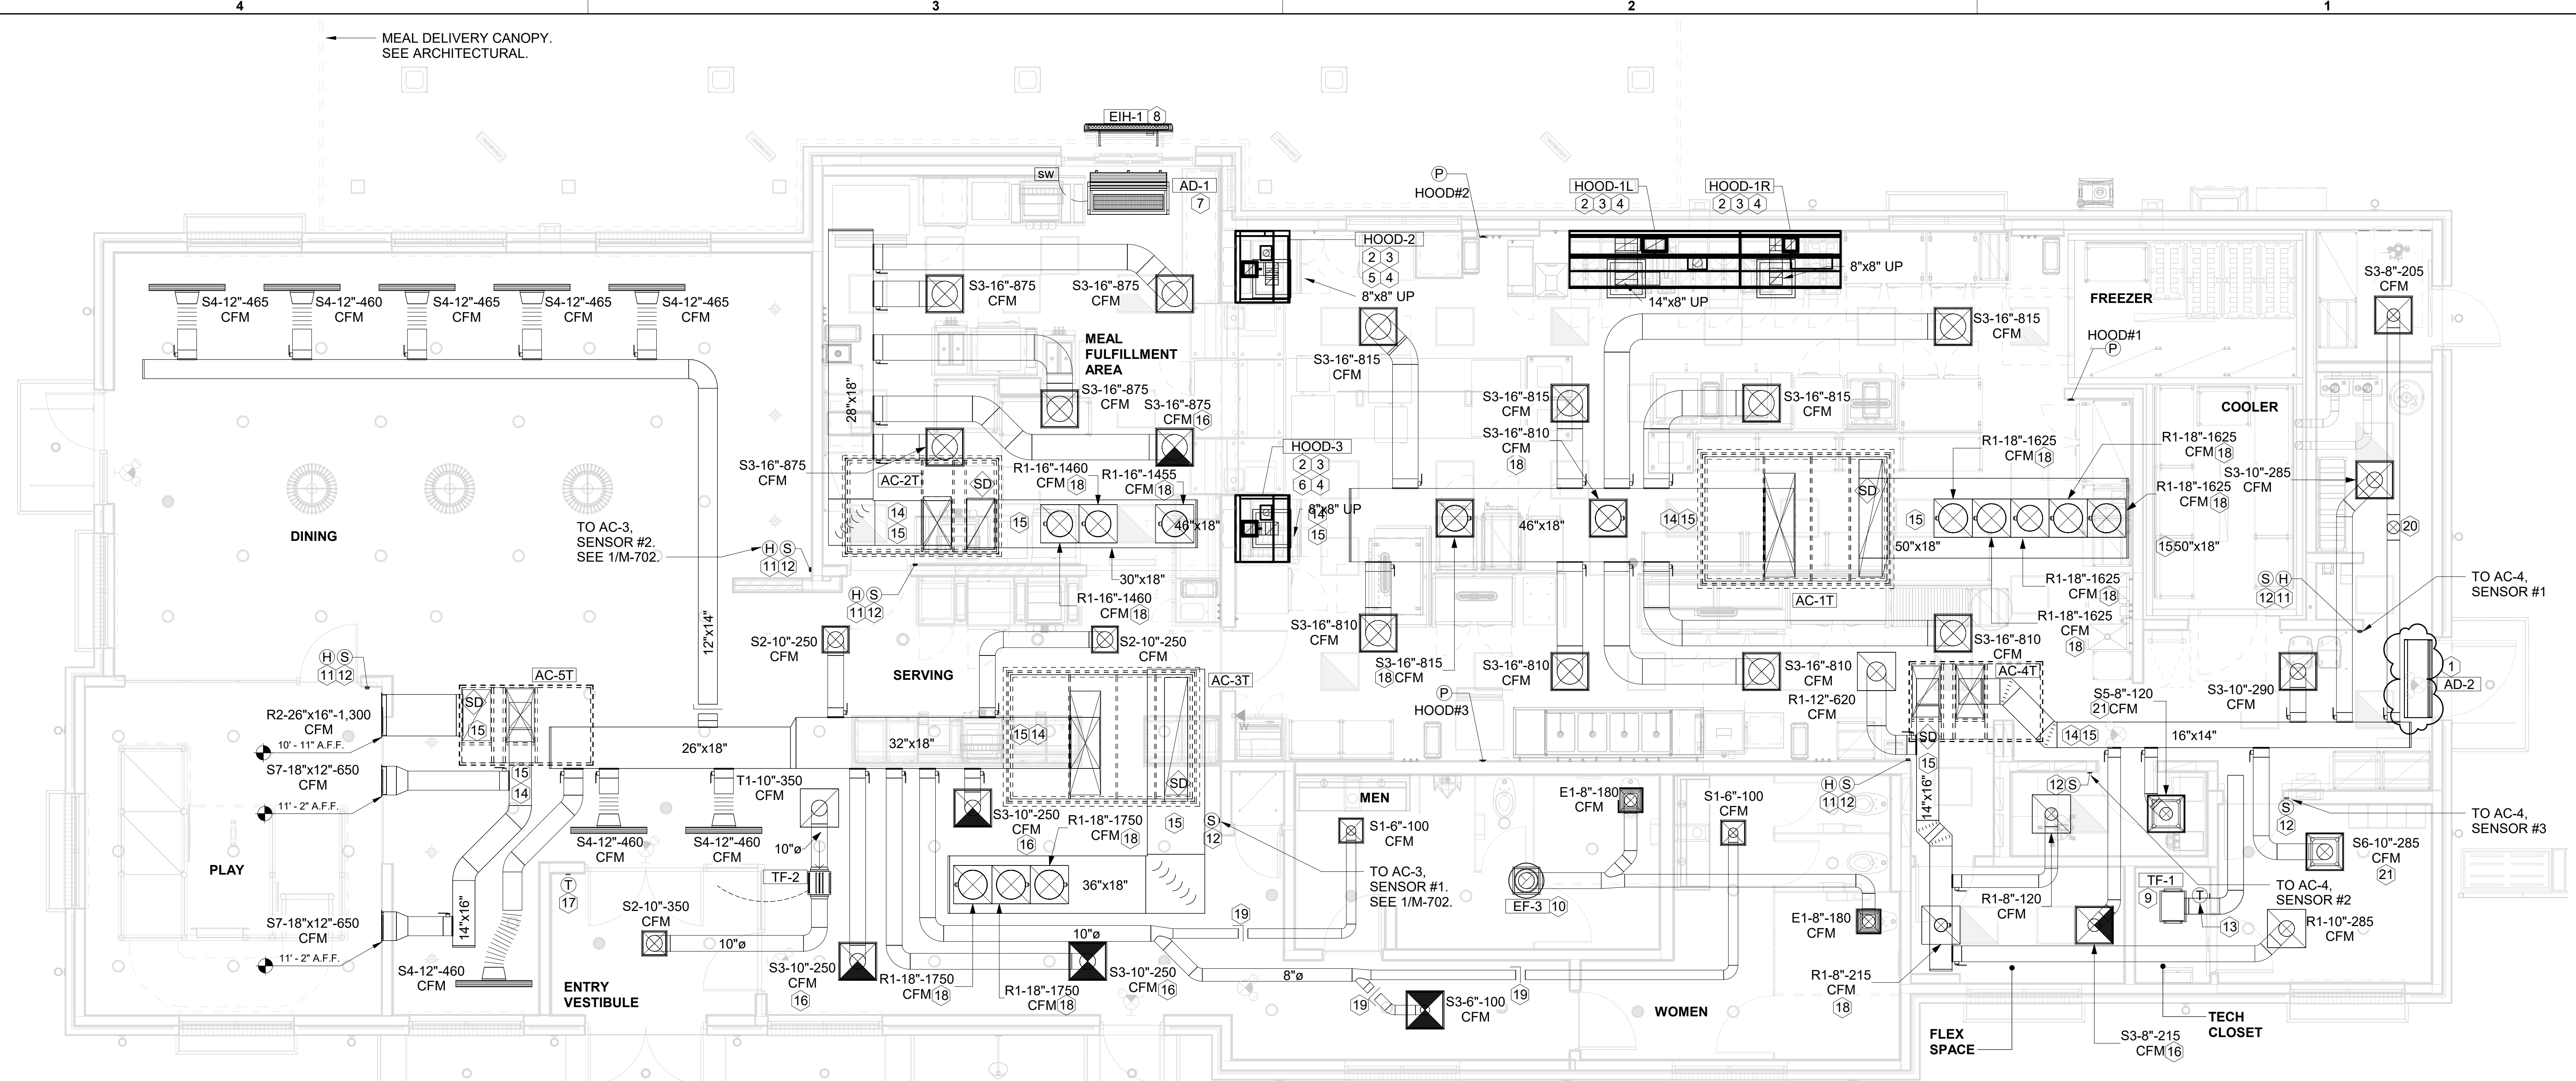 4
3
2
1
MEAL DELIVERY CANOPY.
SEE ARCHITECTURAL.
EIH-1 8
SW
AD-1
7
P
HOOD#2
HOOD-1L
2 3 4
HOOD-1R
2 3 4
HOOD-2
2 3
5 4
8"x8" UP
8"x8" UP
14"x8" UP
S4-12"-465
CFM
S4-12"-460
CFM
S4-12"-465
CFM
S4-12"-465
CFM
S4-12"-465
CFM
S3-16"-875
CFM
S3-16"-875
CFM
MEAL
FULFILLMENT
AREA
28"x18"
S3-16"-875
CFM
S3-16"-875
CFM 16
S3-16"-875
CFM
AC-2T
SD
14
15
R1-16"-1460
CFM 18
R1-16"-1455
CFM 18
15
46"x18"
30"x18"
R1-16"-1460
CFM 18
FREEZER
S3-8"-205
CFM
HOOD#1
P
COOLER
S3-16"-815
CFM
S3-16"-815
CFM
S3-16"-815
CFM
S3-16"-815
CFM
S3-16"-810
CFM
18
HOOD-3
2 3
6 4
8"x8" UP
14
15
46"x18"
14 15
SD
AC-1T
15
50"x18"
R1-18"-1625
CFM 18
R1-18"-1625
CFM 18
R1-18"-1625
CFM 18
15 50"x18"
R1-18"-1625
CFM
18
R1-18"-1625
CFM
18
S3-10"-285
CFM
20
S H
12 11
TO AC-4,
SENSOR #1
DINING
TO AC-3,
SENSOR #2.
SEE 1/M-702.
H S
11 12
H S
11 12
12"x14"
S2-10"-250
CFM
SERVING
S2-10"-250
CFM
AC-3T
S3-16"-810
CFM
S3-16"-815
18 CFM
S3-16"-810
CFM
S3-16"-810
CFM
S3-16"-810
CFM
P
HOOD#3
R1-12"-620
CFM
AC-4T
SD
15
14 15
16"x14"
S5-8"-120
21 CFM
S3-10"-290
CFM
1
AD-2
H S
11 12
R2-26"x16"-1,300
CFM
10' - 11" A.F.F.
S7-18"x12"-650
CFM
11' - 2" A.F.F.
AC-5T
SD
15
15
14
26"x18"
32"x18"
15 14
SD
15
S
12
PLAY
S7-18"x12"-650
CFM
11' - 2" A.F.F.
14"x16"
S4-12"-460
CFM
S4-12"-460
CFM
S4-12"-460
CFM
T1-10"-350
CFM
10"ø
TF-2
T
17
S2-10"-350
CFM
10"ø
ENTRY
VESTIBULE
S3-10"-250
CFM
16
R1-18"-1750
CFM 18
36"x18"
S3-10"-250
CFM
16
R1-18"-1750
CFM 18
R1-18"-1750
CFM 18
10"ø
S3-10"-250
CFM 16
TO AC-3,
SENSOR #1.
SEE 1/M-702.
19
8"ø
19
19
S3-6"-100
CFM
MEN
S1-6"-100
CFM
E1-8"-180
CFM
S1-6"-100
CFM
EF-3 10
E1-8"-180
CFM
WOMEN
H S
11 12
14"x16"
12 S
R1-8"-120
CFM
TF-1
9
T
13
S
12
TO AC-4,
SENSOR #3
S6-10"-285
CFM
21
TO AC-4,
SENSOR #2
R1-10"-285
CFM
R1-8"-215
CFM
18
FLEX
SPACE
S3-8"-215
CFM 16
TECH
CLOSET